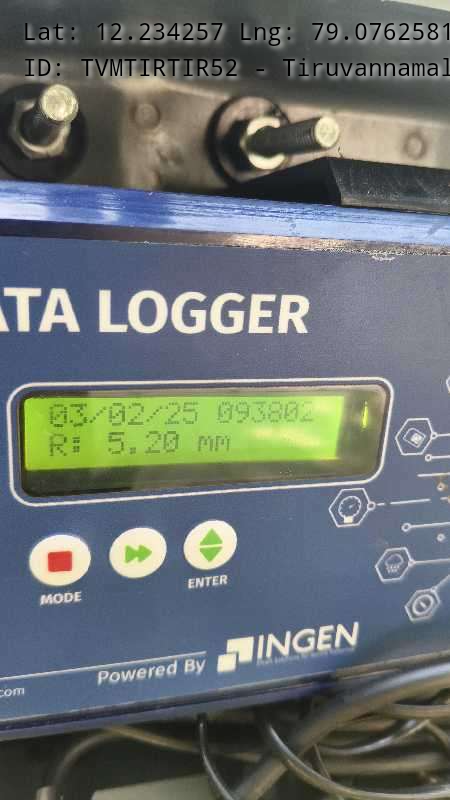 Lat: 12.234257 Lng: 79.0762581
ID: TVMTIRTIR52 - Tiruvannamal
ATA LOGGER
03/02/25 093802
R: 5.20 mm
MODE
ENTER
Powered By INGEN
.com